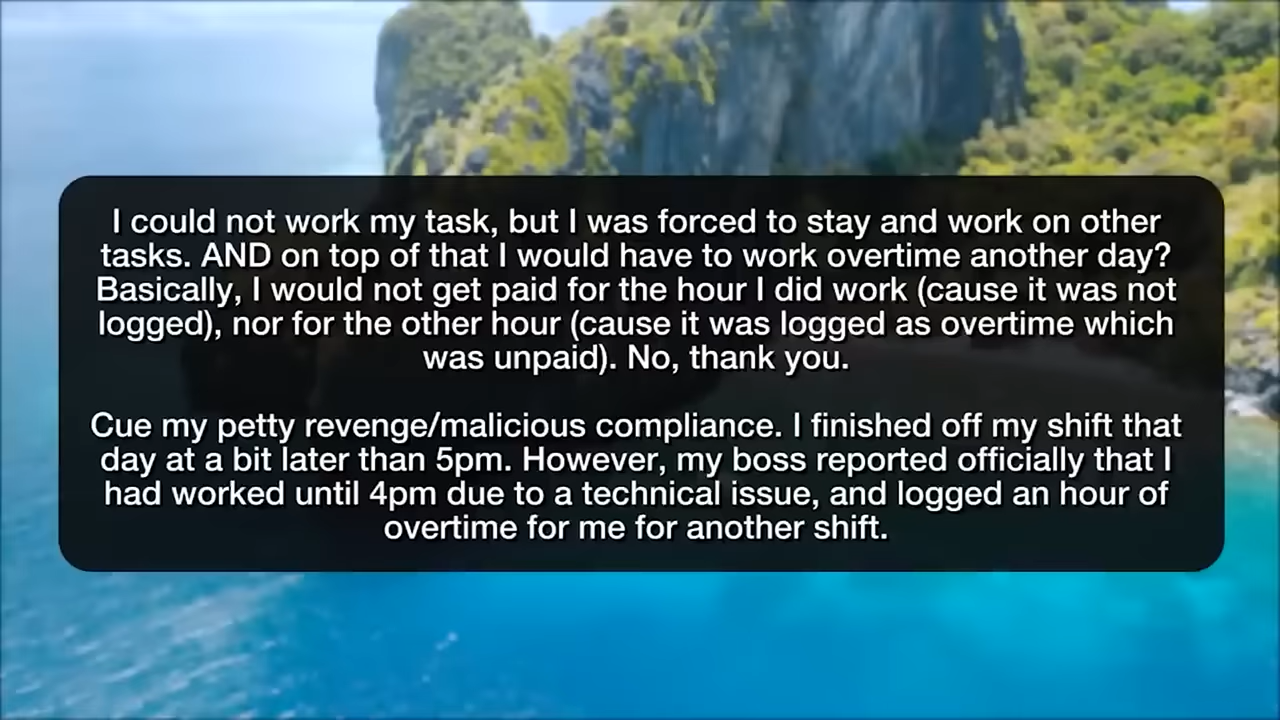 I could not work my task, but I was forced to stay and work on other
tasks. AND on top of that I would have to work overtime another day?
Basically, I would not get paid for the hour I did work (cause it was not
logged), nor for the other hour (cause it was logged as overtime which
was unpaid). No, thank you.
Cue my petty revenge/malicious compliance. I finished off my shift that
day at a bit later than 5pm. However, my boss reported officially that I
had worked until 4pm due to a technical issue, and logged an hour of
overtime for me for another shift.